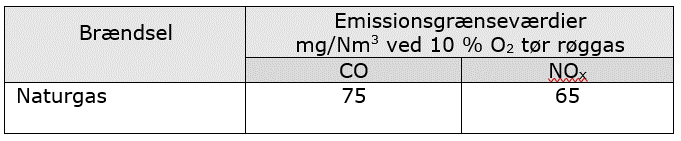 Brændsel
Emissionsgrænseværdier
mg/Nm³ ved 10 % O₂ tør røggas
CO NOₓ
Naturgas 75 65